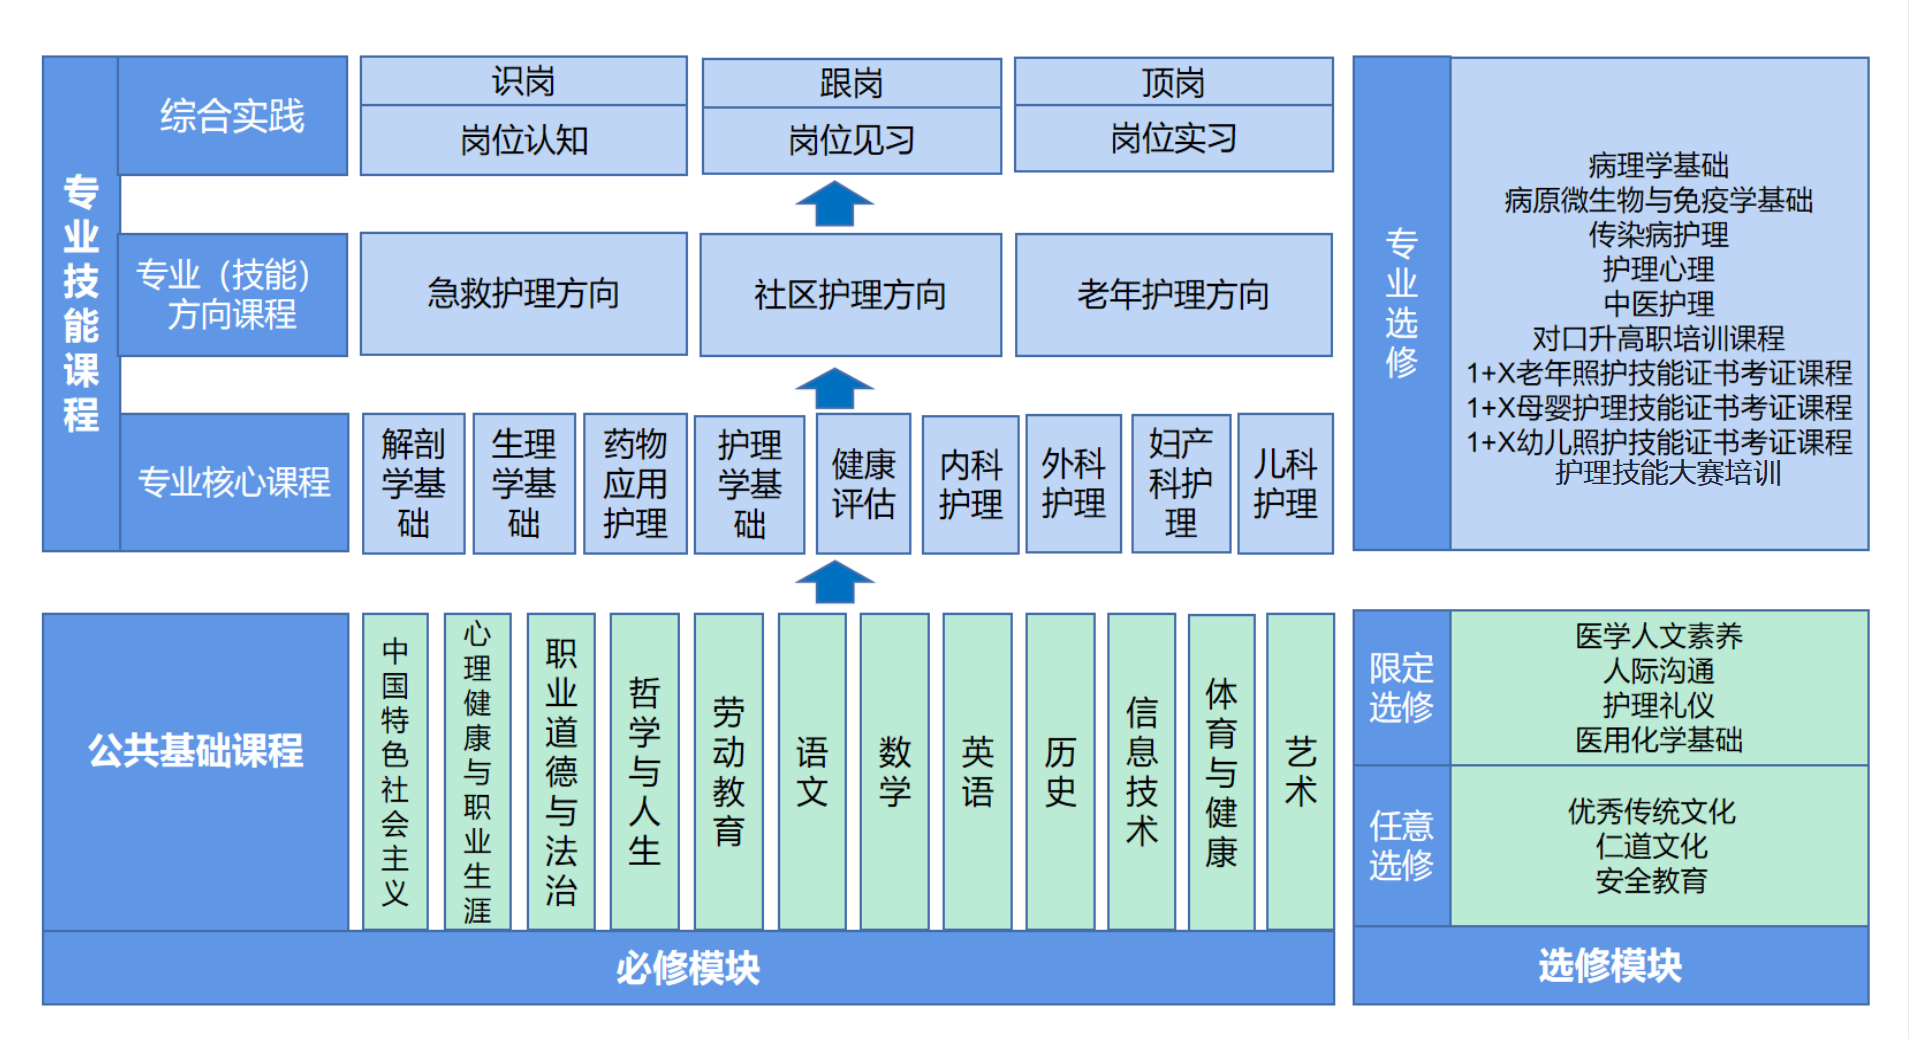 专业技能课程
综合实践
识岗
岗位认知
跟岗
岗位见习
顶岗
岗位实习
专业（技能）
方向课程
急救护理方向
社区护理方向
老年护理方向
专业核心课程
解剖
学基
础
生理
学基
础
药物
应用
护理
护理
学基
础
健康
评估
内科
护理
外科
护理
妇产
科护
理
儿科
护理
公共基础课程
中国特色社会主义
心理健康与职业生涯
职业道德与法治
哲学与人生
劳动教育
语文
数学
英语
历史
信息技术
体育与健康
艺术
必修模块
专业选修
病理学基础
病原微生物与免疫学基础
传染病护理
护理心理
中医护理
对口升高职培训课程
1+X老年照护技能证书考证课程
1+X母婴护理技能证书考证课程
1+X幼儿照护技能证书考证课程
护理技能大赛培训
限定
选修
医学人文素养
人际沟通
护理礼仪
医用化学基础
任意
选修
优秀传统文化
仁道文化
安全教育
选修模块